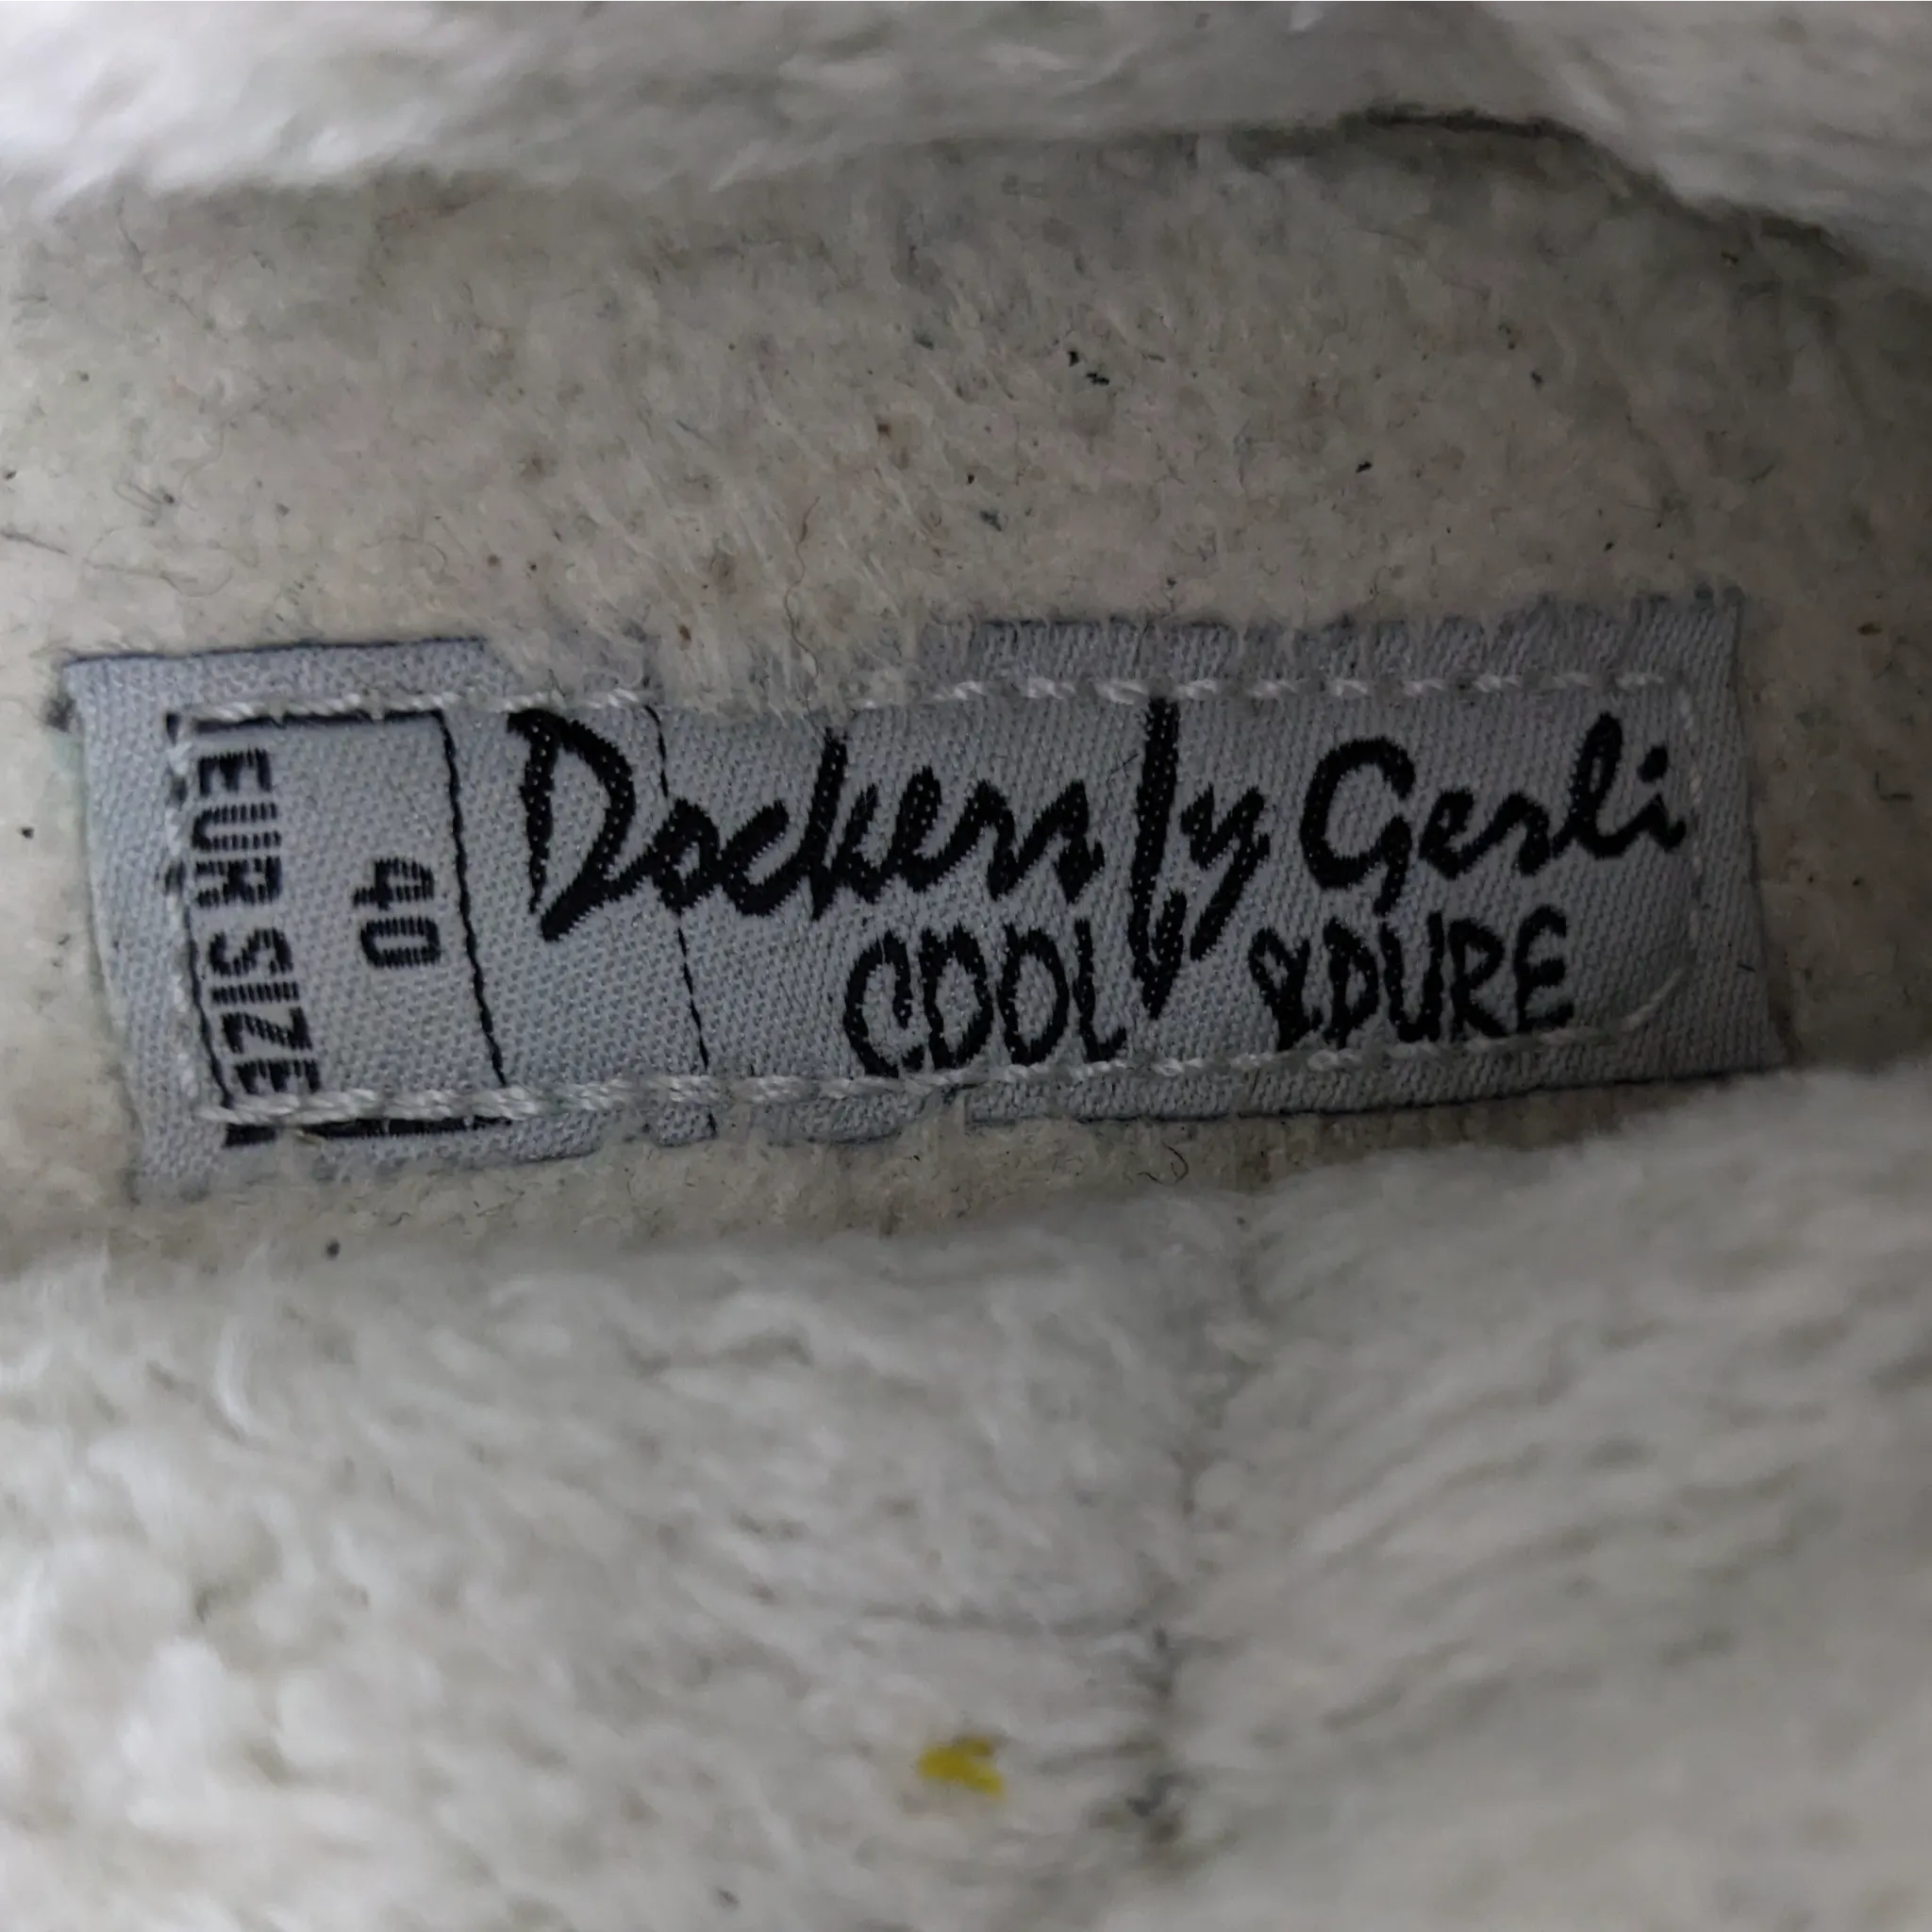 EUR SIZE
40
Dockers by Gerli
COOL & PURE